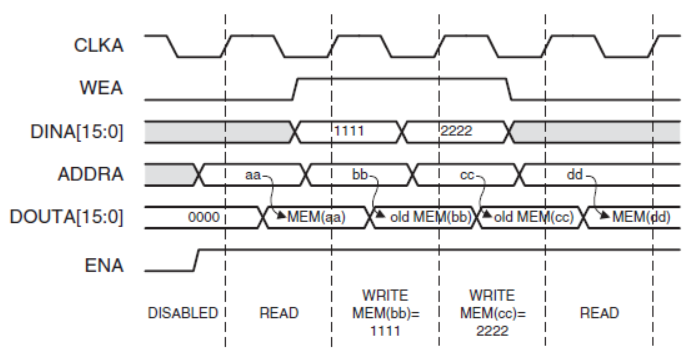 CLKA
WEA
DINA[15:0] 1111 2222
ADDRA aa bb cc dd
DOUTA[15:0] 0000 MEM(aa) old MEM(bb) old MEM(cc) MEM(dd)
ENA
DISABLED READ WRITE MEM(bb)= 1111 WRITE MEM(cc)= 2222 READ